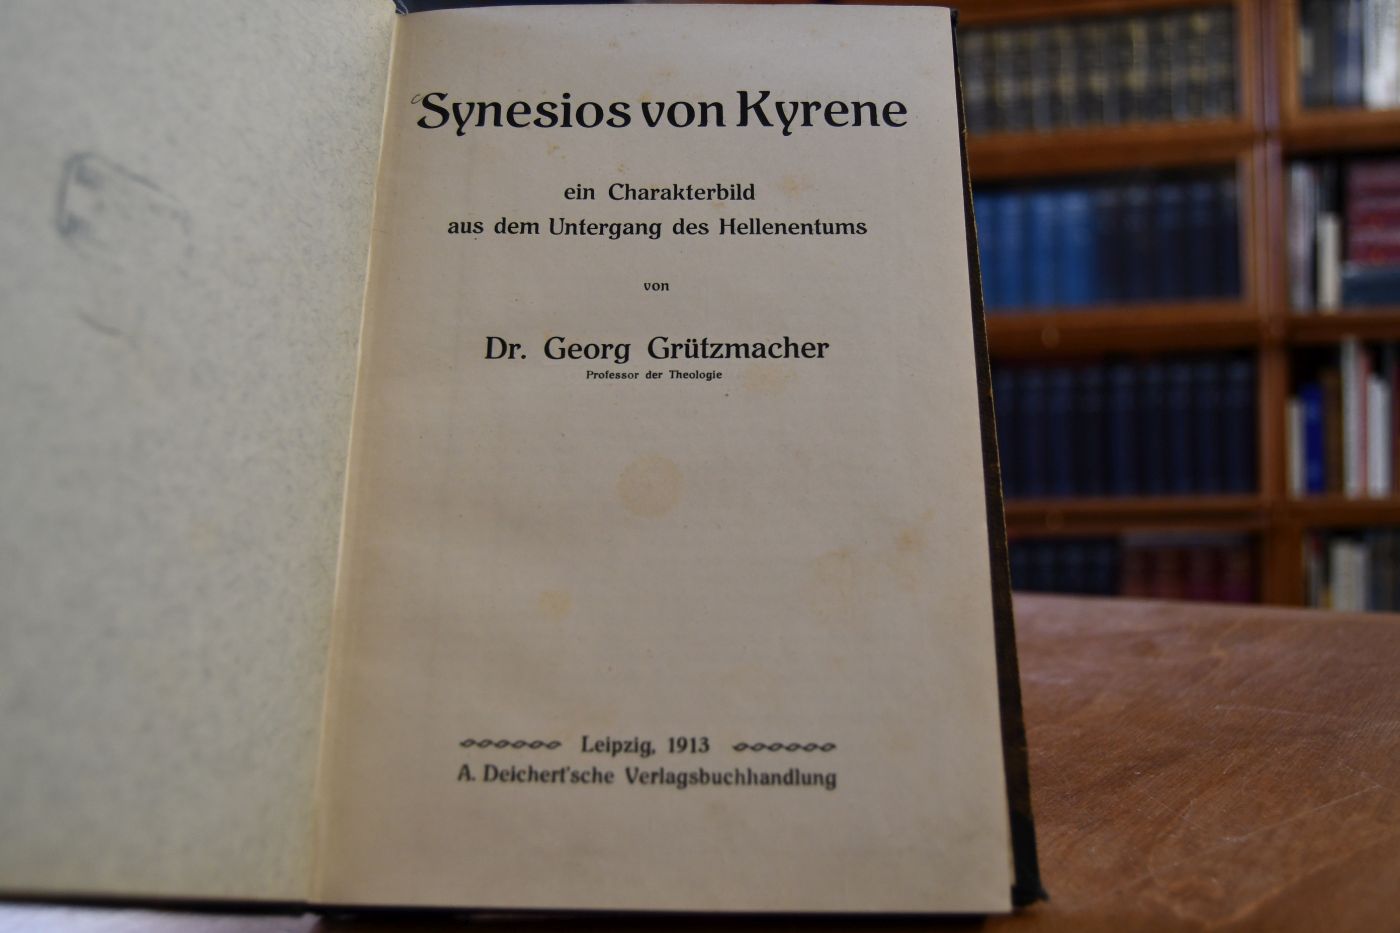 Synesios von Kyrene
ein Charakterbild
aus dem Untergang des Hellenentums
von
Dr. Georg Grützmacher
Professor der Theologie
Leipzig, 1913
A. Deichert'sche Verlagsbuchhandlung